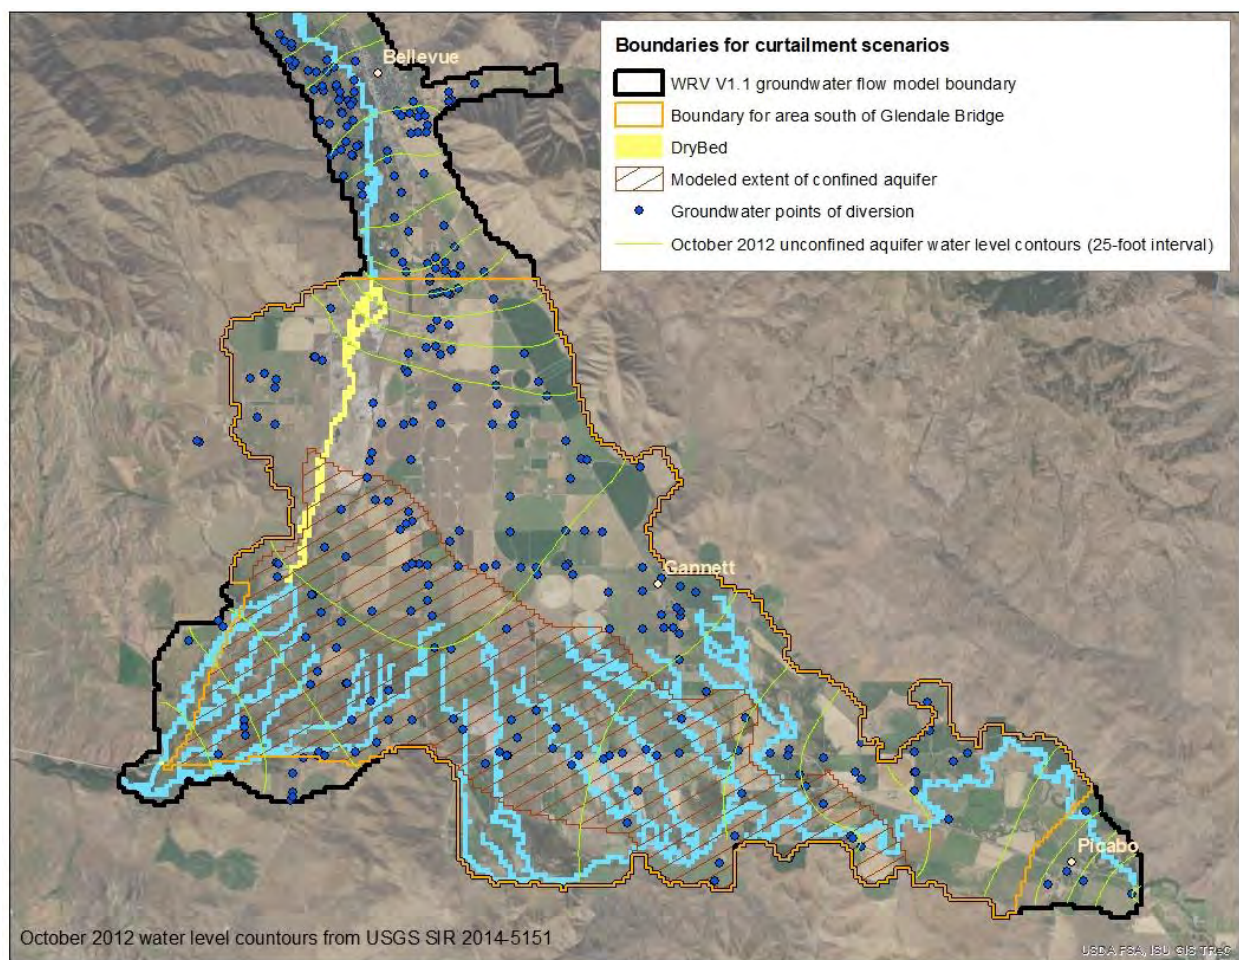 Bellevue
Boundaries for curtailment scenarios
WRV V1.1 groundwater flow model boundary
Boundary for area south of Glendale Bridge
DryBed
Modeled extent of confined aquifer
Groundwater points of diversion
October 2012 unconfined aquifer water level contours (25-foot interval)
Gannett
Picabo
October 2012 water level countours from USGS SIR 2014-5151
USDA FSA, ISU GIS TReC